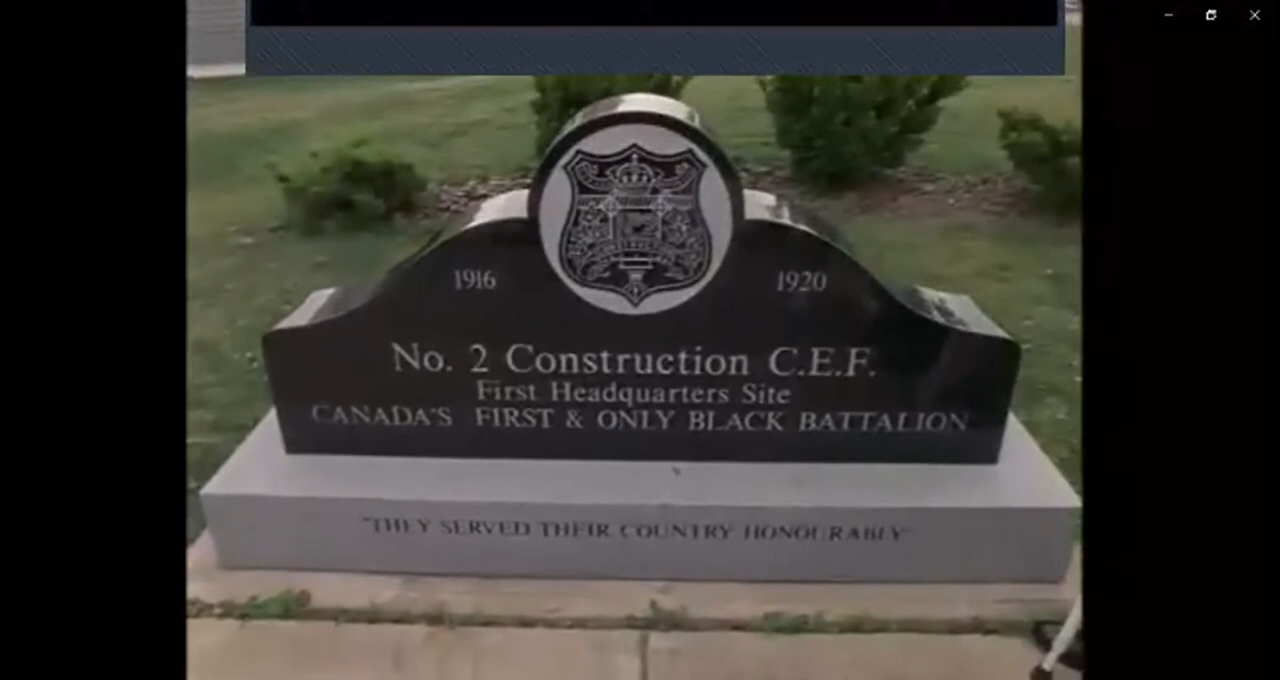 1916
1920
No. 2 Construction C.E.F.
First Headquarters Site
CANADA'S FIRST & ONLY BLACK BATTALION
"THEY SERVED THEIR COUNTRY HONOURABLY"